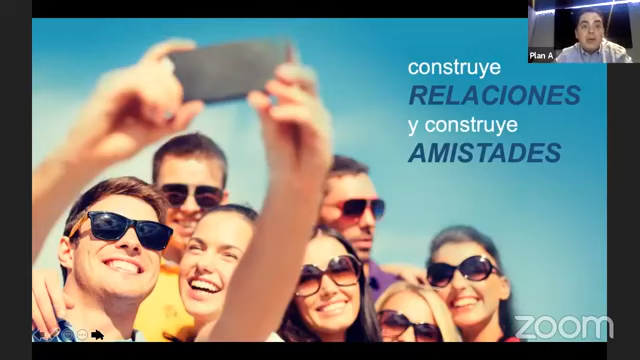 Plan A
construye
RELACIONES
y construye
AMISTADES
zoom